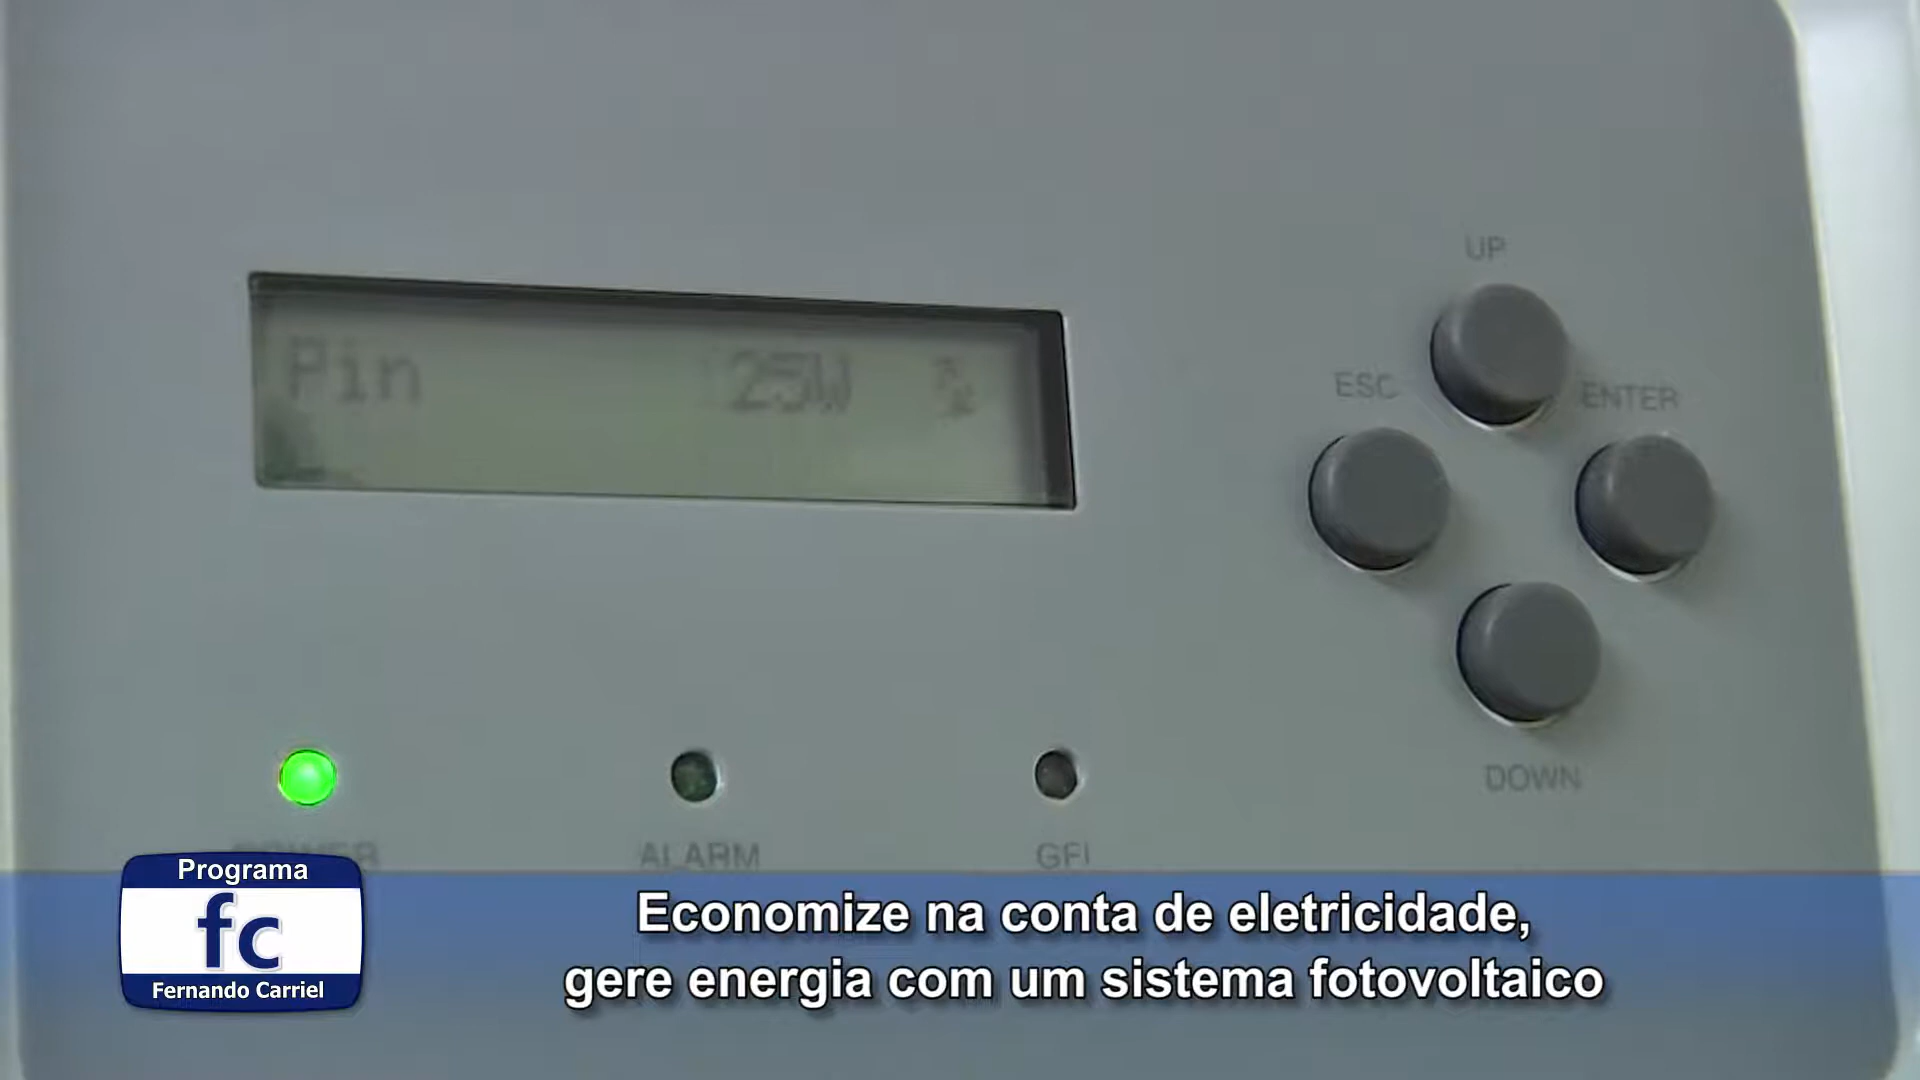 UP
Pin 25W
ESC
ENTER
DOWN
POWER
ALARM
GFI
Programa
fc
Fernando Carriel
Economize na conta de eletricidade,
gere energia com um sistema fotovoltaico